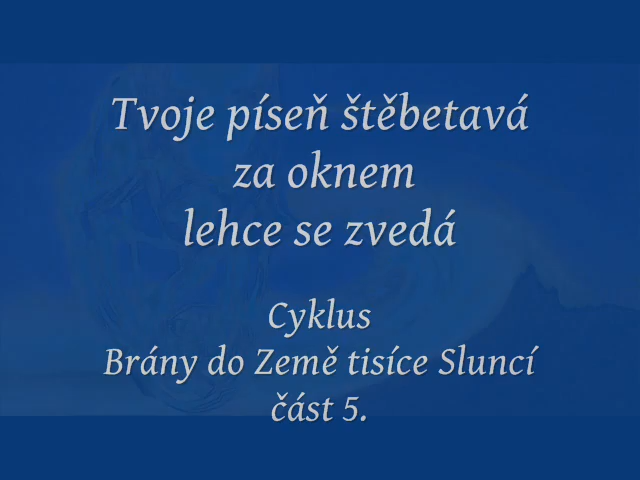 Tvoje píseň štěbetavá
za oknem
lehce se zvedá
Cyklus
Brány do Země tisíce Sluncí
část 5.